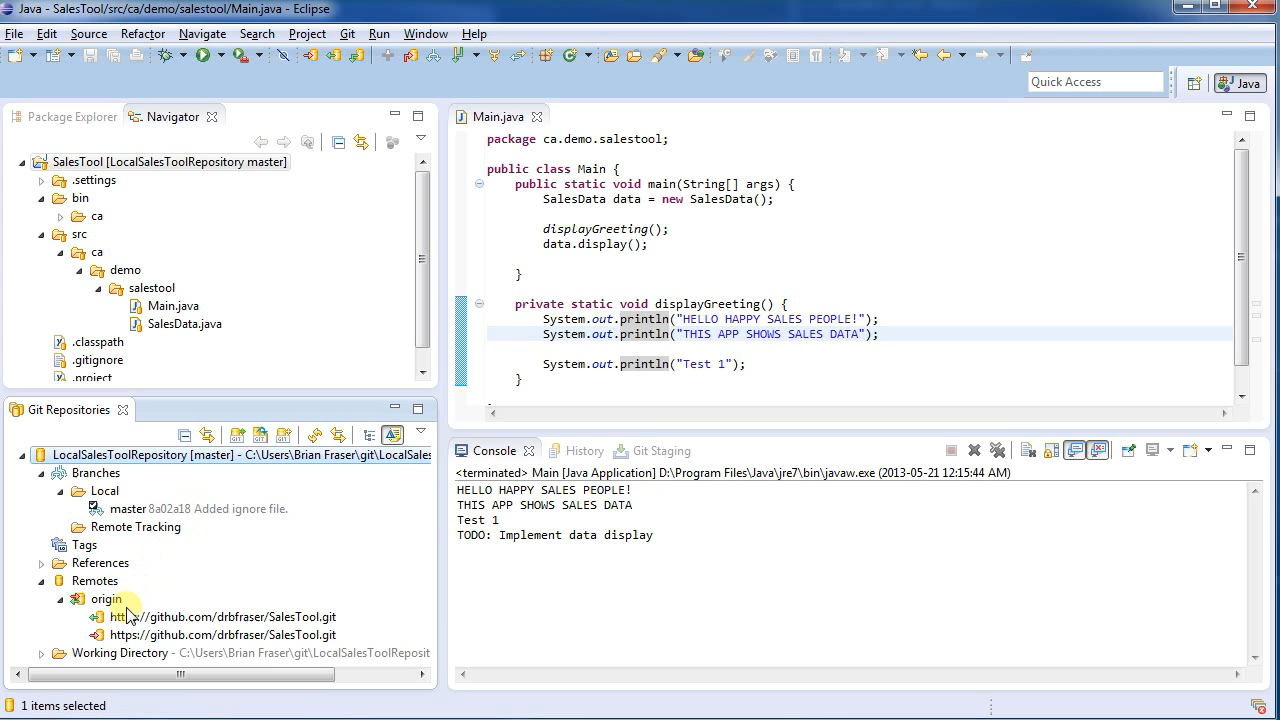 Java - SalesTool/src/ca/demo/salestool/Main.java - Eclipse
File Edit Source Refactor Navigate Search Project Git Run Window Help
Quick Access
Java
Package Explorer Navigator
SalesTool [LocalSalesToolRepository master]
.settings
bin
ca
src
ca
demo
salestool
Main.java
SalesData.java
.classpath
.gitignore
.project
Main.java
package ca.demo.salestool;
public class Main {
public static void main(String[] args) {
SalesData data = new SalesData();
displayGreeting();
data.display();
}
private static void displayGreeting() {
System.out.println("HELLO HAPPY SALES PEOPLE!");
System.out.println("THIS APP SHOWS SALES DATA");
System.out.println("Test 1");
}
Git Repositories
LocalSalesToolRepository [master] - C:\Users\Brian Fraser\git\LocalSales
Branches
Local
master 8a02a18 Added ignore file.
Remote Tracking
Tags
References
Remotes
origin
https://github.com/drbfraser/SalesTool.git
https://github.com/drbfraser/SalesTool.git
Working Directory - C:\Users\Brian Fraser\git\LocalSalesToolReposit
Console History Git Staging
<terminated> Main [Java Application] D:\Program Files\Java\jre7\bin\javaw.exe (2013-05-21 12:15:44 AM)
HELLO HAPPY SALES PEOPLE!
THIS APP SHOWS SALES DATA
Test 1
TODO: Implement data display
1 items selected